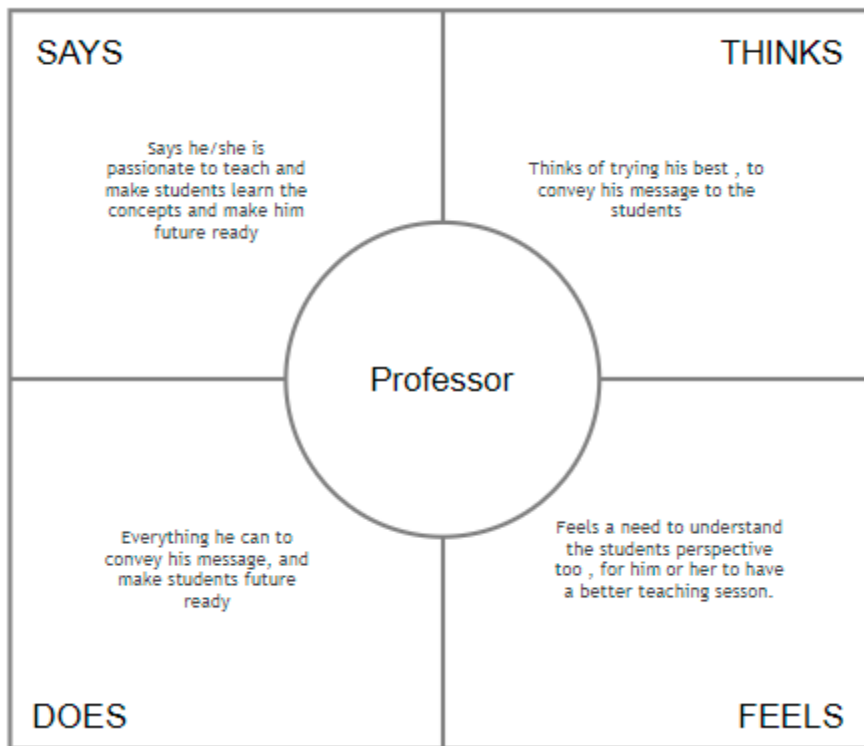 SAYS
Says he/she is
passionate to teach and
make students learn the
concepts and make him
future ready
THINKS
Thinks of trying his best , to
convey his message to the
students
Professor
Everything he can to
convey his message, and
make students future
ready
DOES
Feels a need to understand
the students perspective
too , for him or her to have
a better teaching sesson.
FEELS